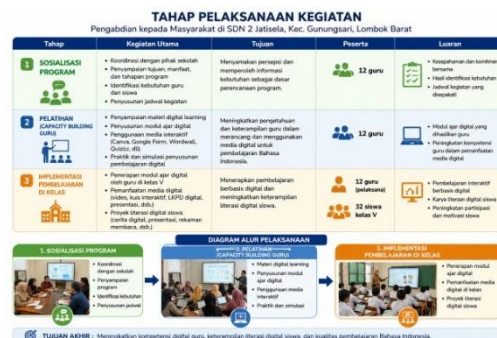 TAHAP PELAKSANAAN KEGIATAN
Pengabdian kepada Masyarakat di SDN 2 Jatisela, Kec. Gunungsari, Lombok Barat
Tahap
Kegiatan Utama
Tujuan
Peserta
Luaran
1
SOSIALISASI
PROGRAM
• Koordinasi dengan pihak sekolah
• Penyampaian tujuan, manfaat,
dan tahapan program
• Identifikasi kebutuhan guru
dan siswa
• Penyusunan jadwal kegiatan
Menyamakan persepsi dan
memperoleh informasi
kebutuhan sebagai dasar
perencanaan program.
12 guru
• Kesepahaman dan komitmen
bersama
• Hasil identifikasi kebutuhan
• Jadwal kegiatan yang
disepakati
2
PELATIHAN
(CAPACITY BUILDING
GURU)
• Penyampaian materi digital learning
• Penyusunan modul ajar digital
• Penggunaan media interaktif
(Canva, Google Form, Wordwall,
Quizizz, dll)
• Praktik dan simulasi penyusunan
pembelajaran digital
Meningkatkan pengetahuan
dan keterampilan guru dalam
merancang dan menggunakan
media digital untuk
pembelajaran Bahasa
Indonesia.
12 guru
• Modul ajar digital yang
dihasilkan guru
• Peningkatan kompetensi
guru dalam pemanfaatan
media digital
3
IMPLEMENTASI
PEMBELAJARAN
DI KELAS
• Penerapan modul ajar digital
oleh guru di kelas V
• Pemanfaatan media digital
(video, kuis interaktif, LKPD digital,
presentasi, dsb.)
• Proyek literasi digital siswa
(cerita digital, presentasi, rekaman
membaca, dsb.)
Menerapkan pembelajaran
berbasis digital dan
meningkatkan keterampilan
literasi digital siswa.
12 guru
(pelaksana)
32 siswa
kelas V
• Pembelajaran interaktif
berbasis digital
• Karya literasi digital siswa
• Peningkatan partisipasi
dan motivasi siswa
DIAGRAM ALUR PELAKSANAAN
1. SOSIALISASI PROGRAM
• Koordinasi
dengan sekolah
• Penyampaian
program
• Identifikasi kebutuhan
• Penyusunan jadwal
2. PELATIHAN
(CAPACITY BUILDING GURU)
• Materi digital learning
• Penyusunan modul
ajar digital
• Penggunaan media
interaktif
• Praktik dan simulasi
3. IMPLEMENTASI
PEMBELAJARAN DI KELAS
• Penerapan modul
ajar digital
• Pemanfaatan media
digital di kelas
• Proyek literasi
digital siswa
TUJUAN AKHIR : Meningkatkan kompetensi digital guru, keterampilan literasi digital siswa, dan kualitas pembelajaran Bahasa Indonesia.